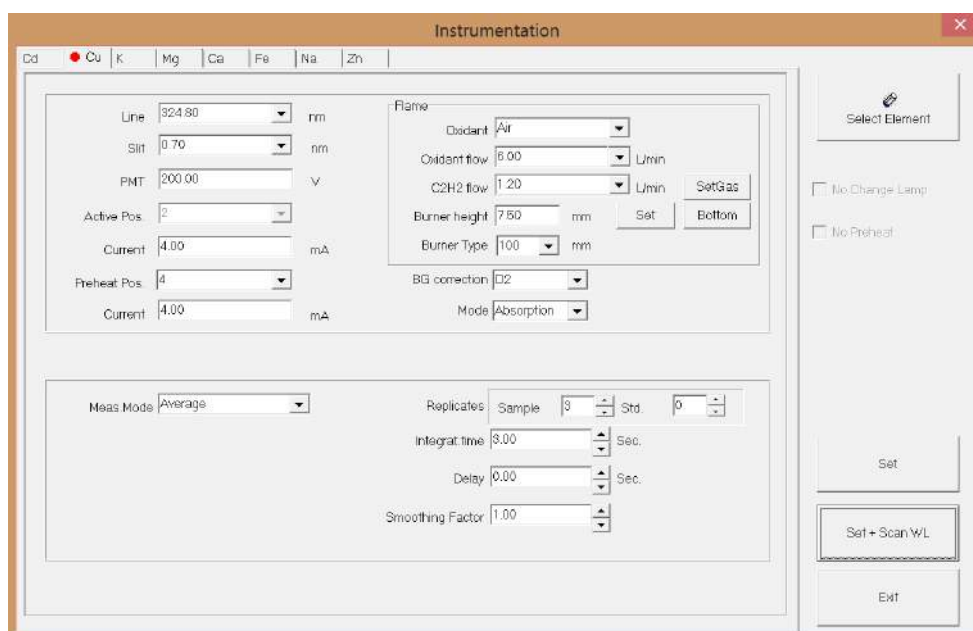 Instrumentation
Cd Cu K Mg Ca Fe Na Zn
Line 324.80 nm
Slit 0.70 nm
PMT 200.00 V
Active Pos. 2
Current 4.00 mA
Preheat Pos. 4
Current 4.00 mA
Flame
Oxidant Air
Oxidant flow 6.00 L/min
C2H2 flow 1.20 L/min SetGas
Burner height 7.50 mm Set Bottom
Burner Type 100 mm
BG correction D2
Mode Absorption
Meas.Mode Average
Replicates Sample 3 Std. 0
Integrat.time 3.00 Sec.
Delay 0.00 Sec.
Smoothing Factor 1.00
Select Element
No Change Lamp
No Preheat
Set
Set + Scan WL
Exit